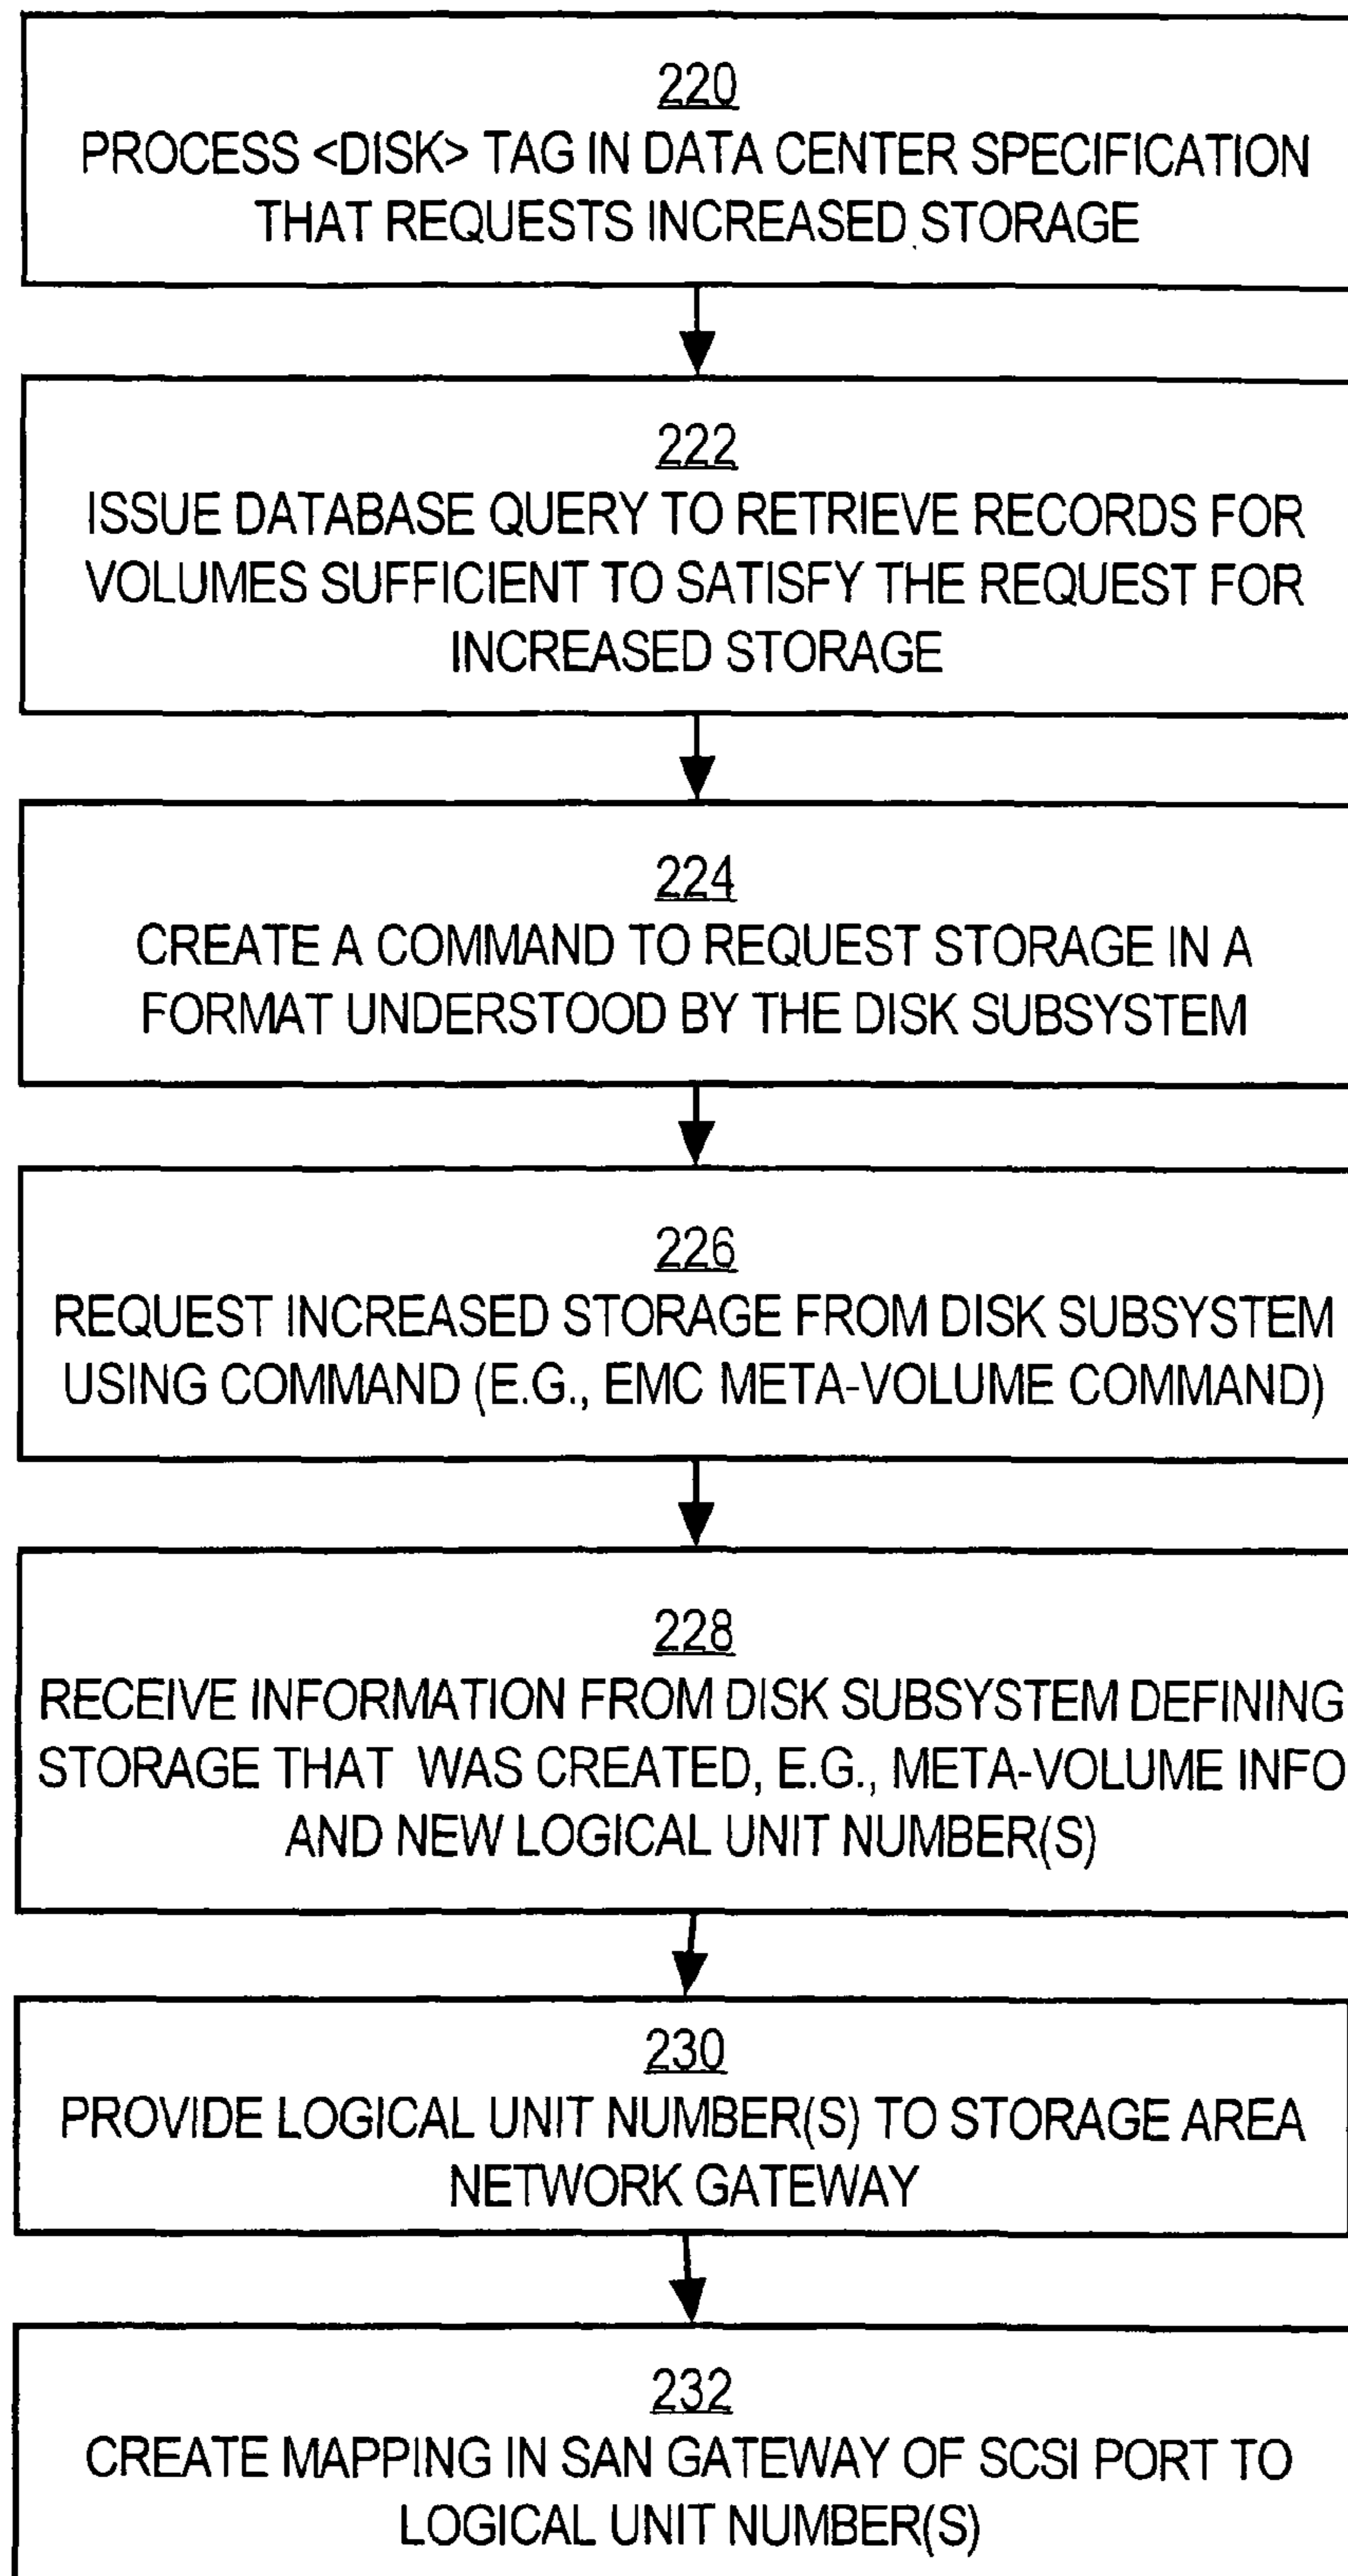 220
PROCESS <DISK> TAG IN DATA CENTER SPECIFICATION
THAT REQUESTS INCREASED STORAGE
222
ISSUE DATABASE QUERY TO RETRIEVE RECORDS FOR
VOLUMES SUFFICIENT TO SATISFY THE REQUEST FOR
INCREASED STORAGE
224
CREATE A COMMAND TO REQUEST STORAGE IN A
FORMAT UNDERSTOOD BY THE DISK SUBSYSTEM
226
REQUEST INCREASED STORAGE FROM DISK SUBSYSTEM
USING COMMAND (E.G., EMC META-VOLUME COMMAND)
228
RECEIVE INFORMATION FROM DISK SUBSYSTEM DEFINING
STORAGE THAT WAS CREATED, E.G., META-VOLUME INFO
AND NEW LOGICAL UNIT NUMBER(S)
230
PROVIDE LOGICAL UNIT NUMBER(S) TO STORAGE AREA
NETWORK GATEWAY
232
CREATE MAPPING IN SAN GATEWAY OF SCSI PORT TO
LOGICAL UNIT NUMBER(S)